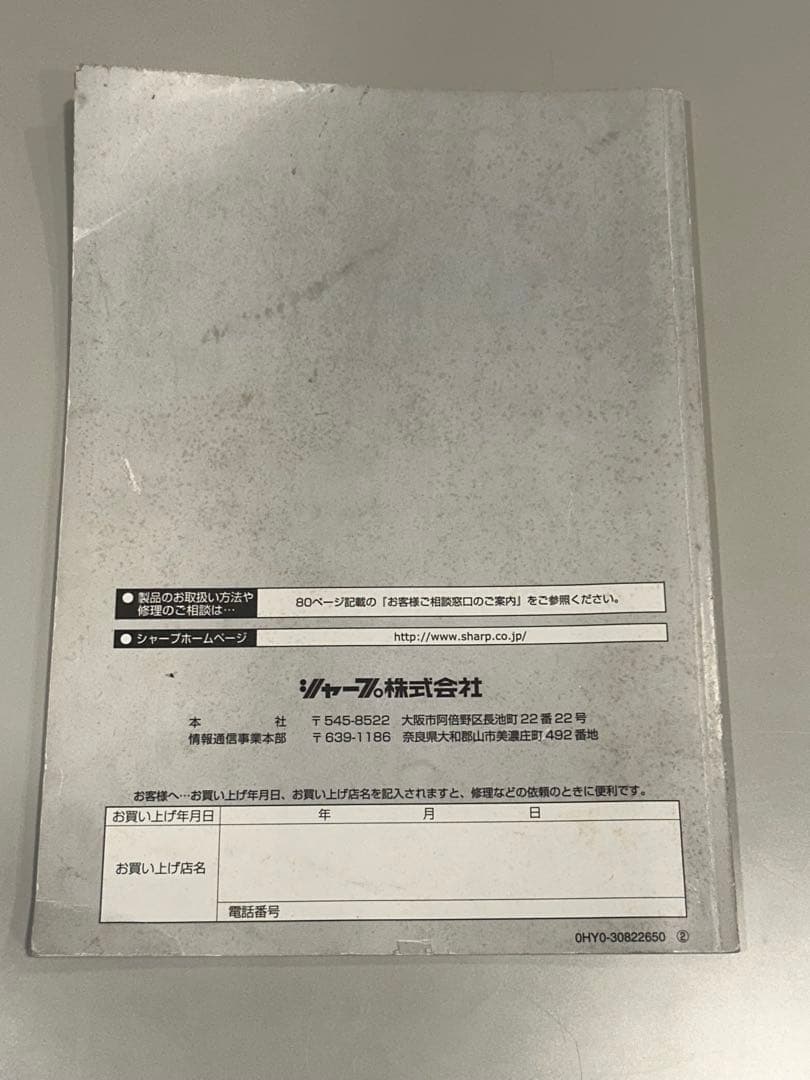 ● 製品のお取扱い方法や
修理のご相談は…
80ページ記載の「お客様ご相談窓口のご案内」をご参照ください。
● シャープホームページ
http://www.sharp.co.jp/
シャープ株式会社
本社 〒545-8522 大阪市阿倍野区長池町22番22号
情報通信事業本部 〒639-1186 奈良県大和郡山市美濃庄町492番地
お客様へ…お買い上げ年月日、お買い上げ店名を記入されますと、修理などの依頼のときに便利です。
お買い上げ年月日 年 月 日
お買い上げ店名
電話番号
0HY0-30822650 ②